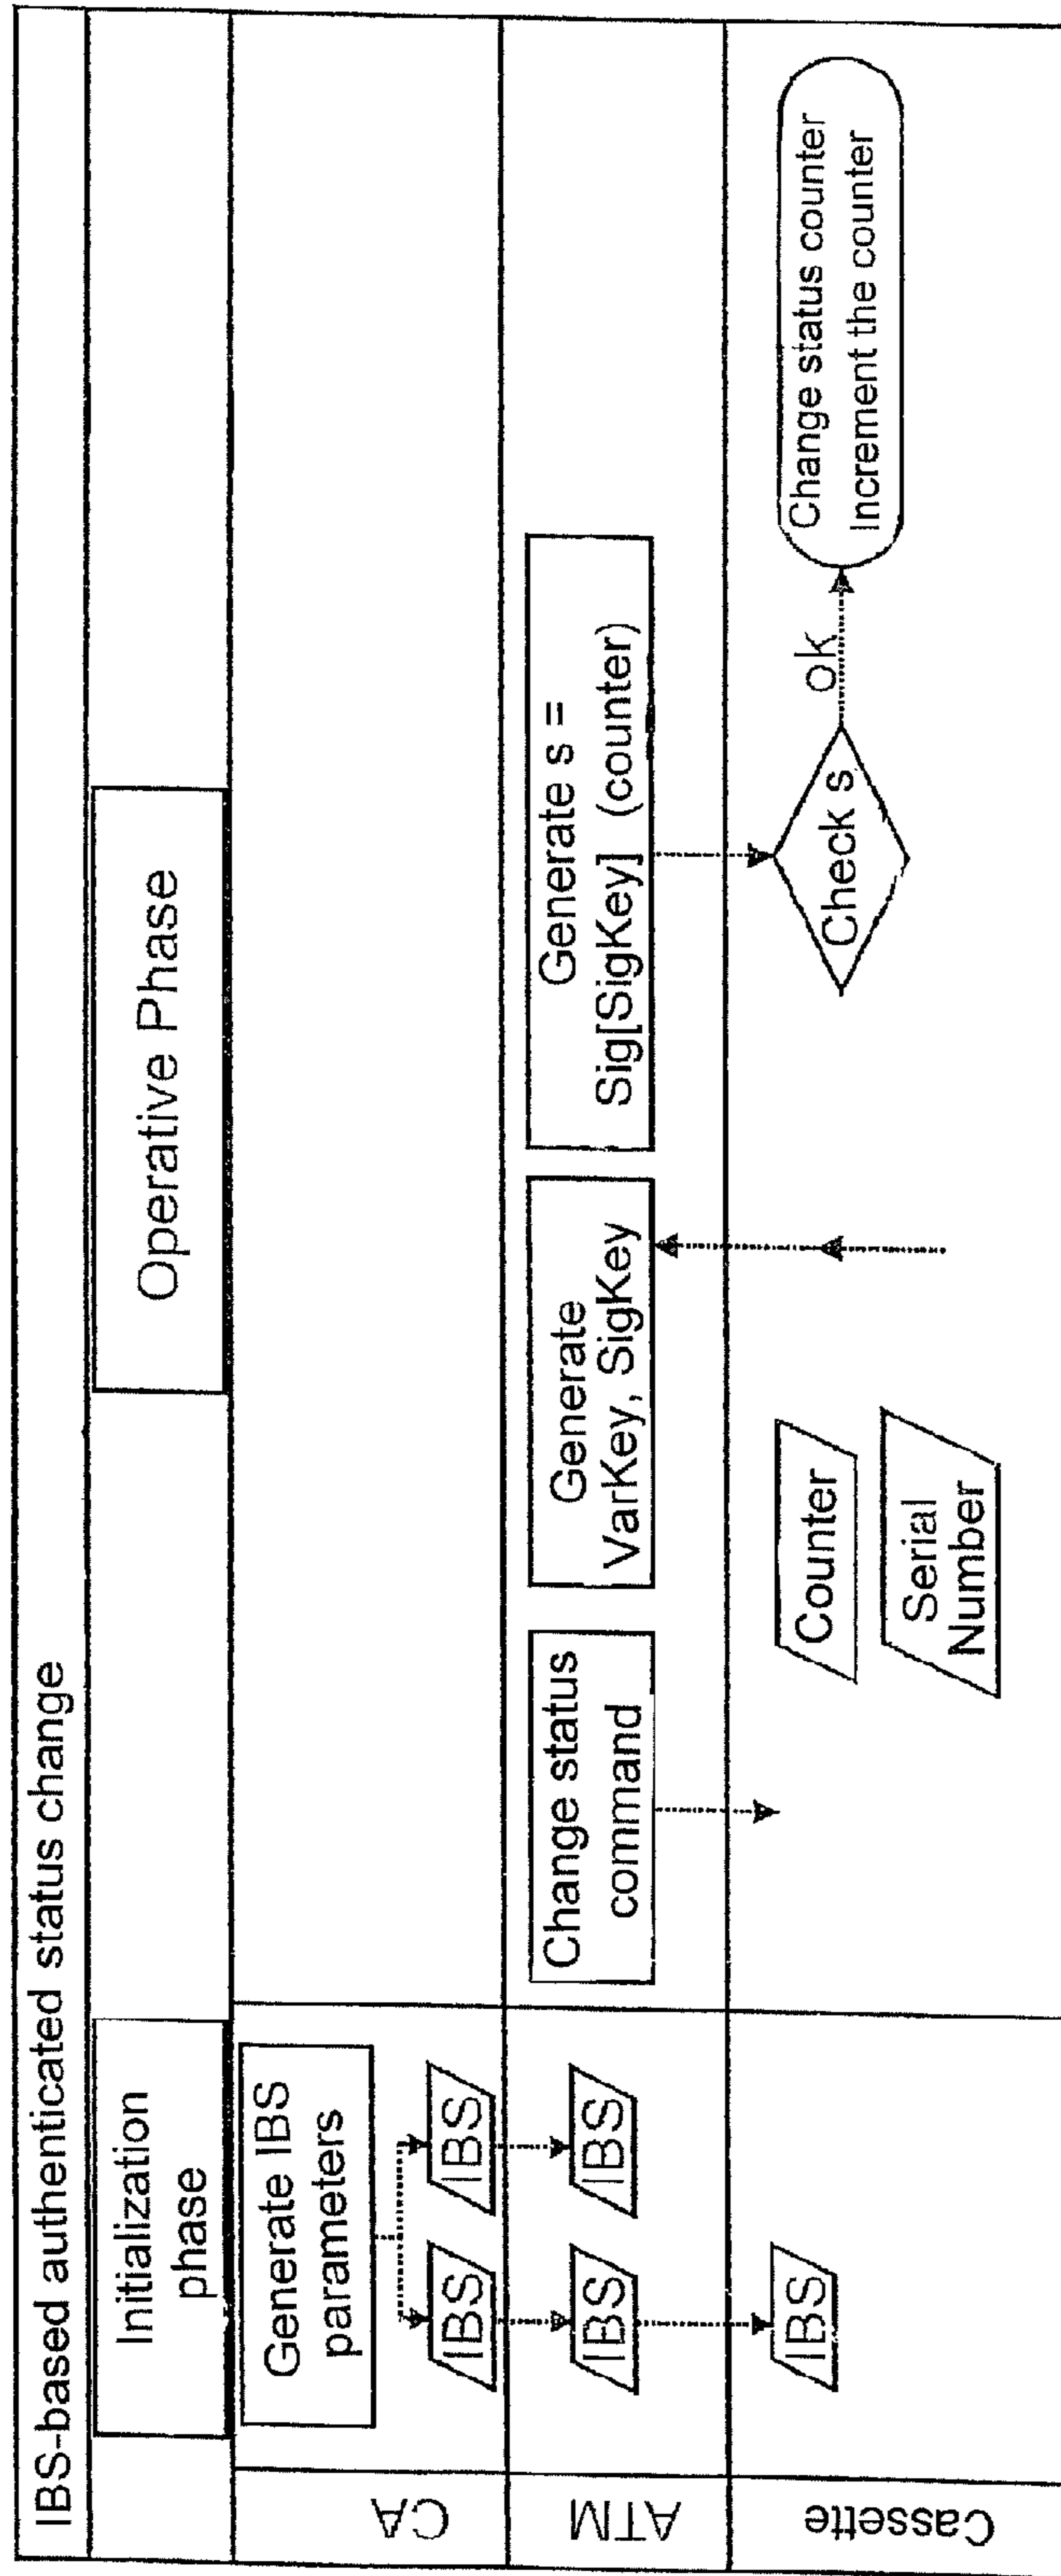 IBS-based authenticated status change
Initialization
phase
Operative Phase
CA
Generate IBS
parameters
IBS
IBS
ATM
IBS
IBS
Change status
command
Generate
VarKey, SigKey
Generate s =
Sig[SigKey] (counter)
Cassette
IBS
Counter
Serial
Number
Check s
ok
Change status counter
Increment the counter